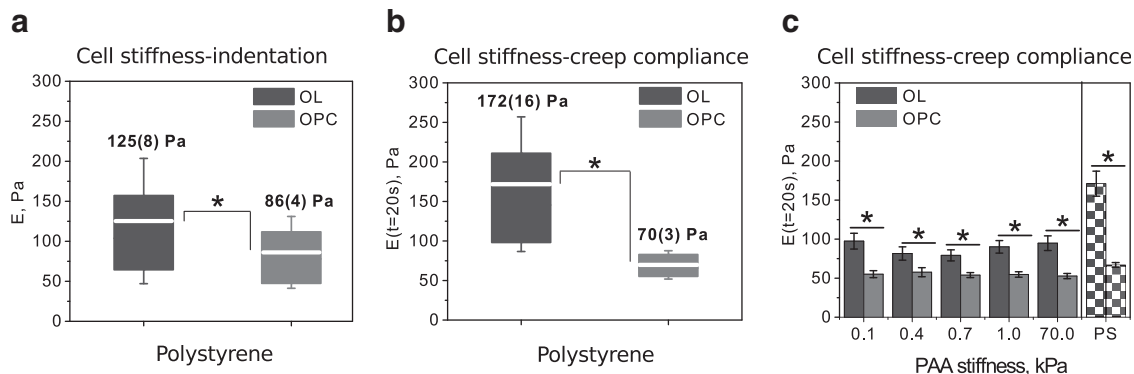 a
Cell stiffness-indentation
300
250
200
150
100
50
0
E, Pa
OL
OPC
125(8) Pa
*
86(4) Pa
Polystyrene
b
Cell stiffness-creep compliance
300
250
200
150
100
50
0
E(t=20s), Pa
OL
OPC
172(16) Pa
*
70(3) Pa
Polystyrene
c
Cell stiffness-creep compliance
300
250
200
150
100
50
0
E(t=20s), Pa
OL
OPC
* * * * * *
0.1 0.4 0.7 1.0 70.0 PS
PAA stiffness, kPa